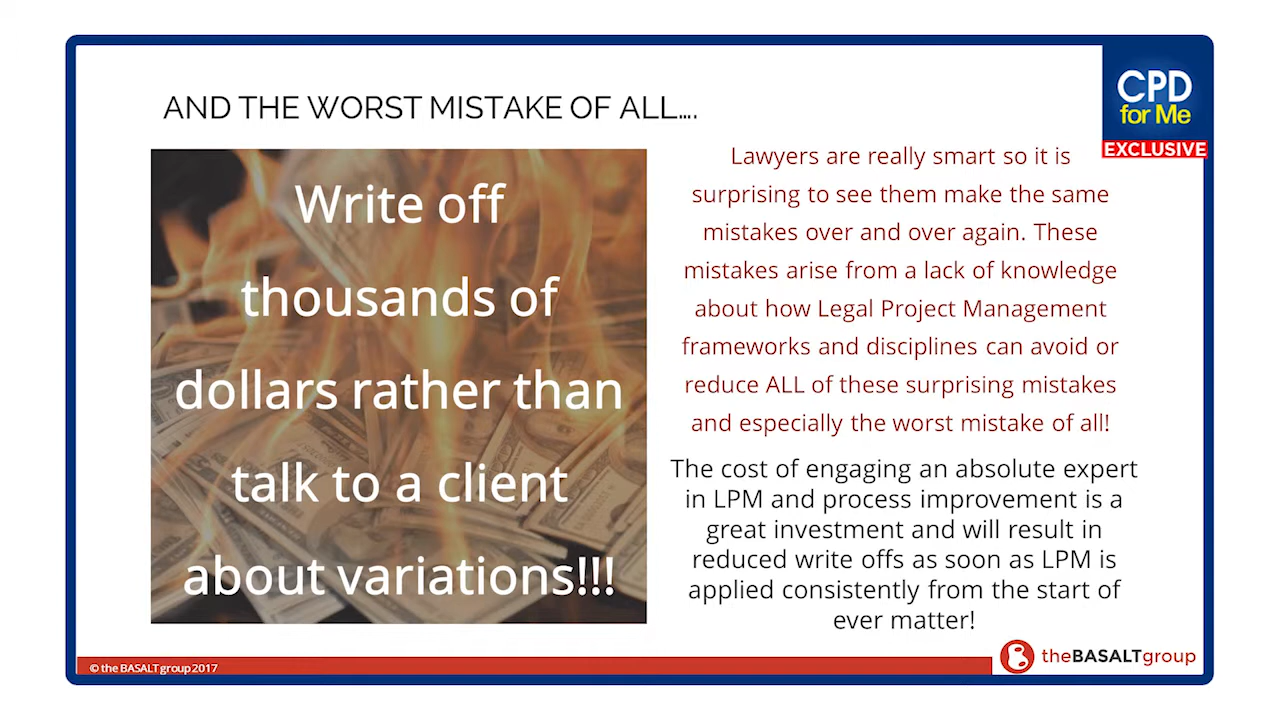 AND THE WORST MISTAKE OF ALL....
CPD
for Me
EXCLUSIVE
Write off
thousands of
dollars rather than
talk to a client
about variations!!!
Lawyers are really smart so it is
surprising to see them make the same
mistakes over and over again. These
mistakes arise from a lack of knowledge
about how Legal Project Management
frameworks and disciplines can avoid or
reduce ALL of these surprising mistakes
and especially the worst mistake of all!
The cost of engaging an absolute expert
in LPM and process improvement is a
great investment and will result in
reduced write offs as soon as LPM is
applied consistently from the start of
ever matter!
© the BASALT group 2017
theBASALTgroup